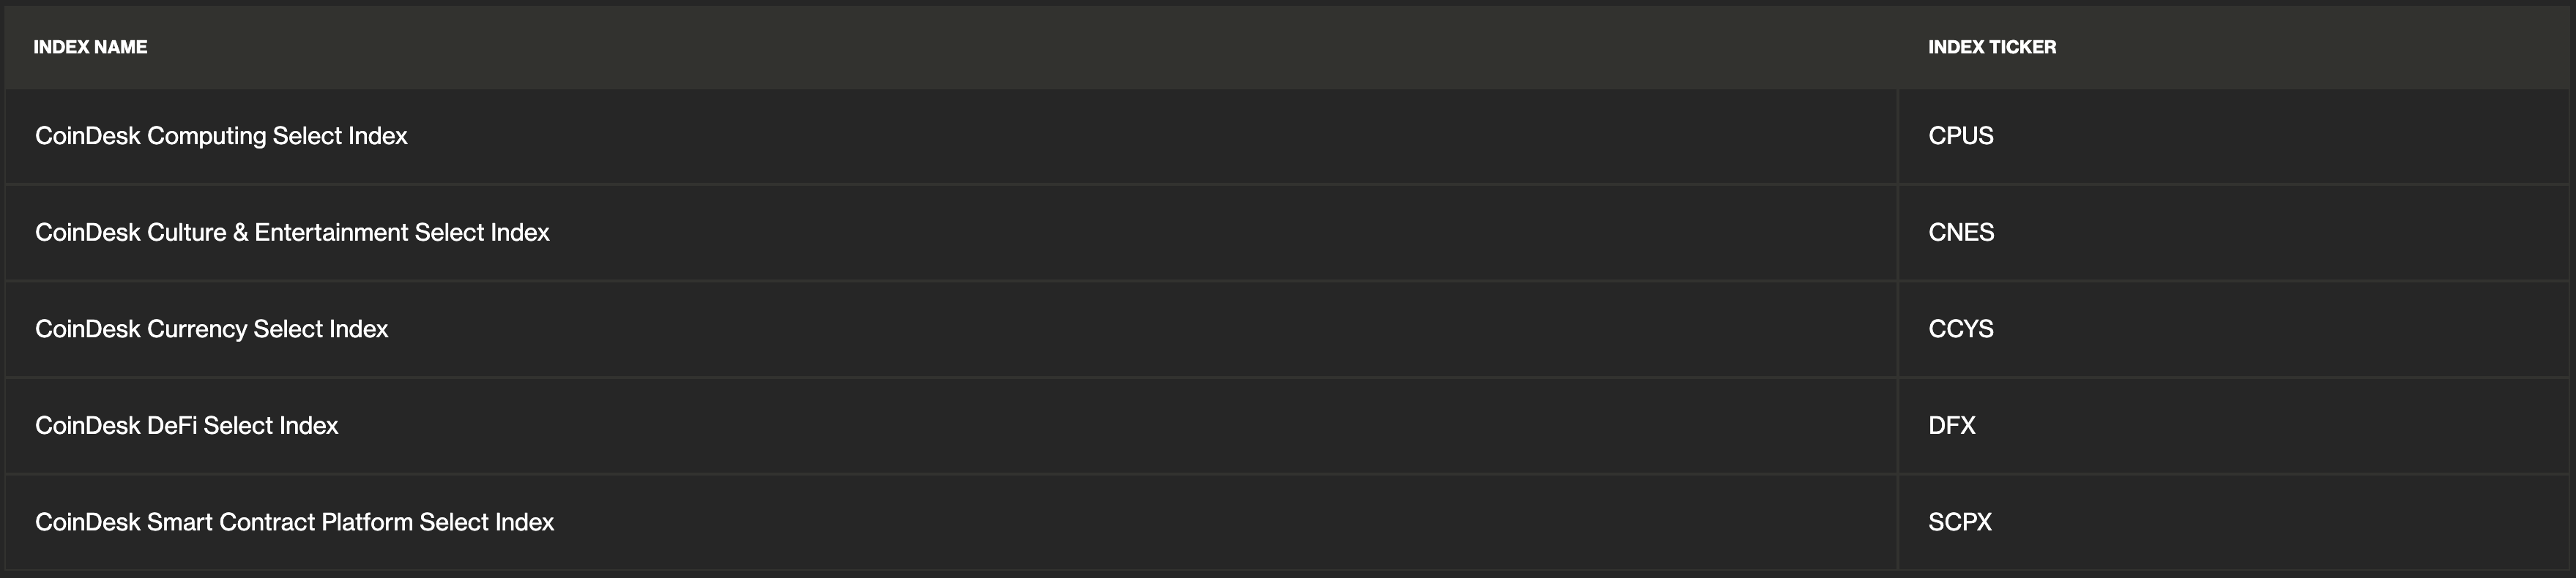 INDEX NAME INDEX TICKER
CoinDesk Computing Select Index CPUS
CoinDesk Culture & Entertainment Select Index CNES
CoinDesk Currency Select Index CCYS
CoinDesk DeFi Select Index DFX
CoinDesk Smart Contract Platform Select Index SCPX